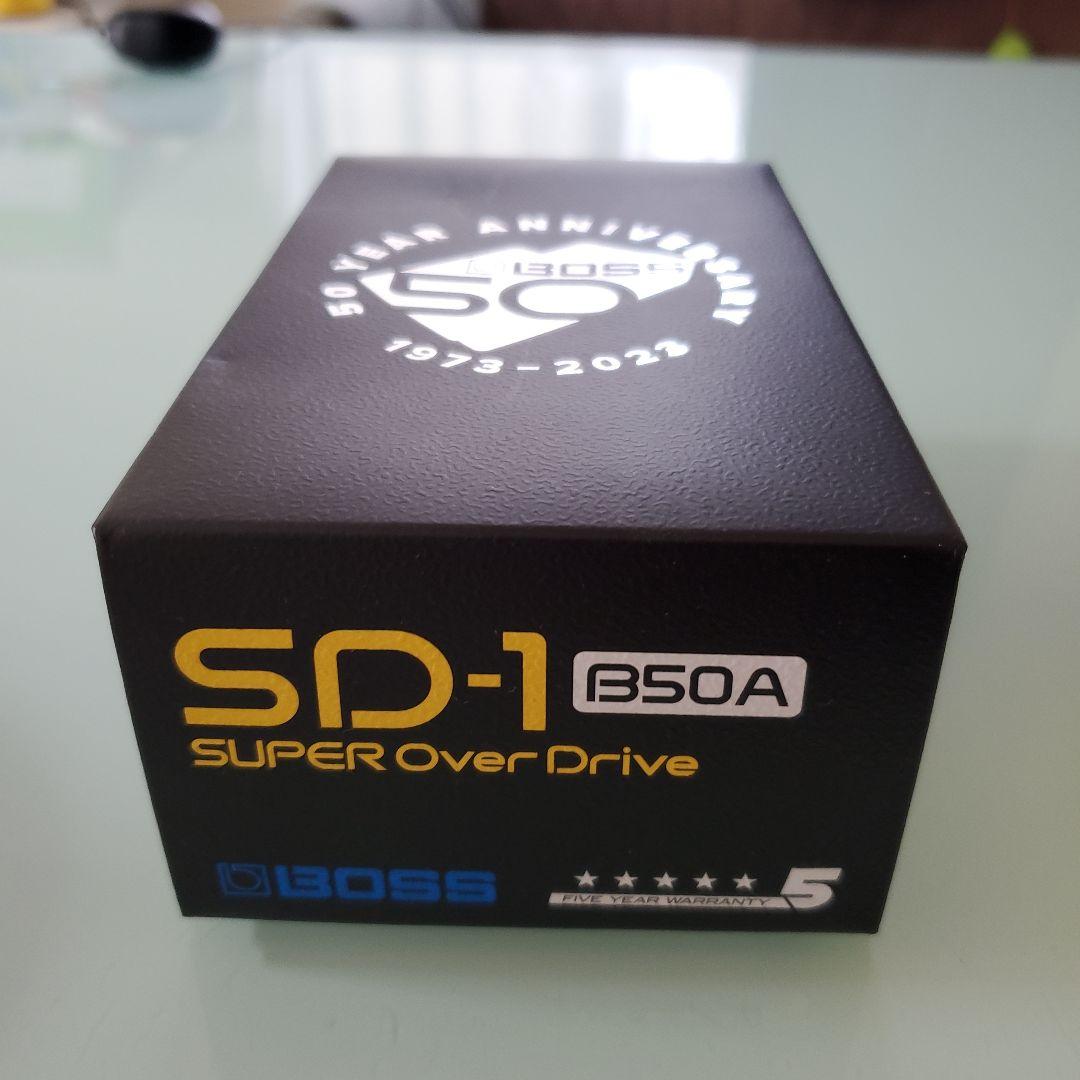 50 YEAR ANNIVERSARY
BOSS
50
1973-2023
SD-1 B50A
SUPER Over Drive
BOSS
FIVE YEAR WARRANTY 5